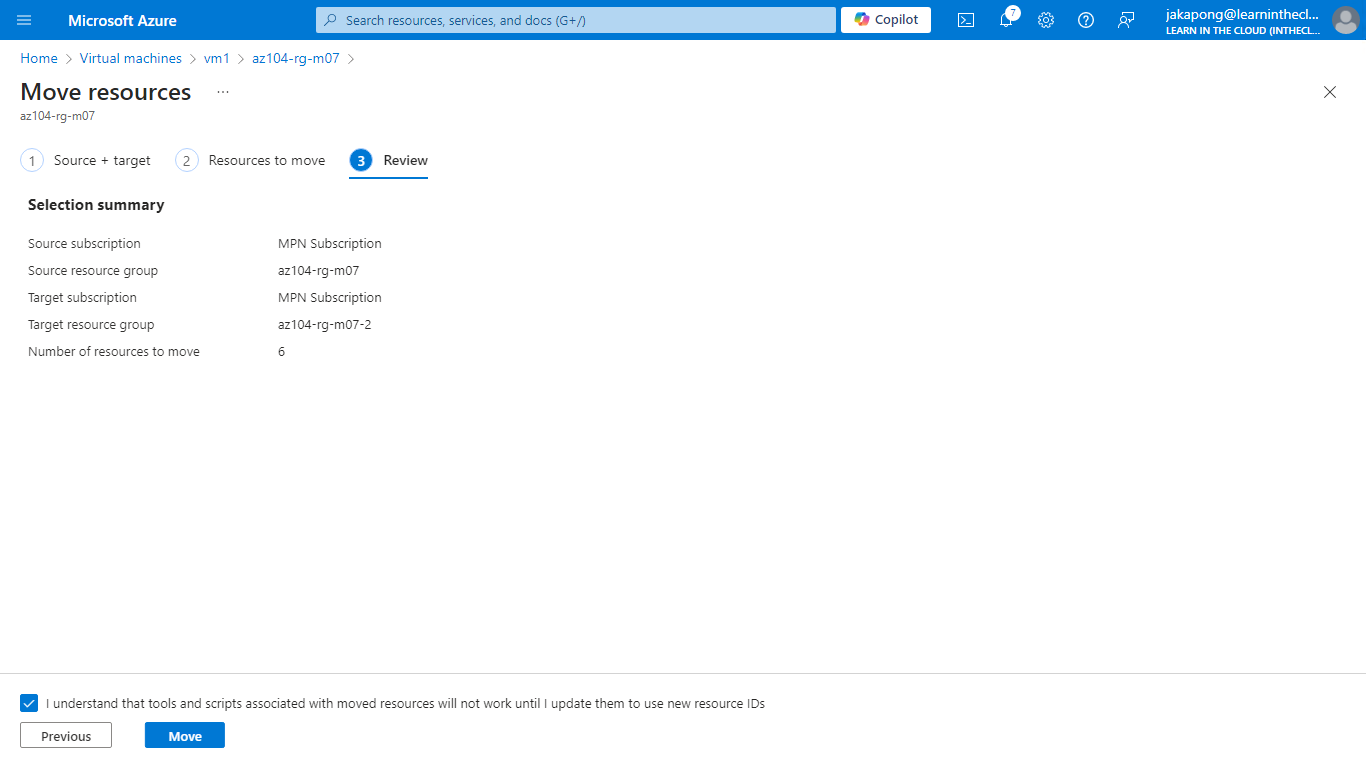 Microsoft Azure
Search resources, services, and docs (G+/)
Copilot
7
jakapong@learninthecl...
LEARN IN THE CLOUD (INTHECL...
Home > Virtual machines > vm1 > az104-rg-m07 >
Move resources ...
az104-rg-m07
1 Source + target 2 Resources to move 3 Review
Selection summary
Source subscription MPN Subscription
Source resource group az104-rg-m07
Target subscription MPN Subscription
Target resource group az104-rg-m07-2
Number of resources to move 6
I understand that tools and scripts associated with moved resources will not work until I update them to use new resource IDs
Previous Move